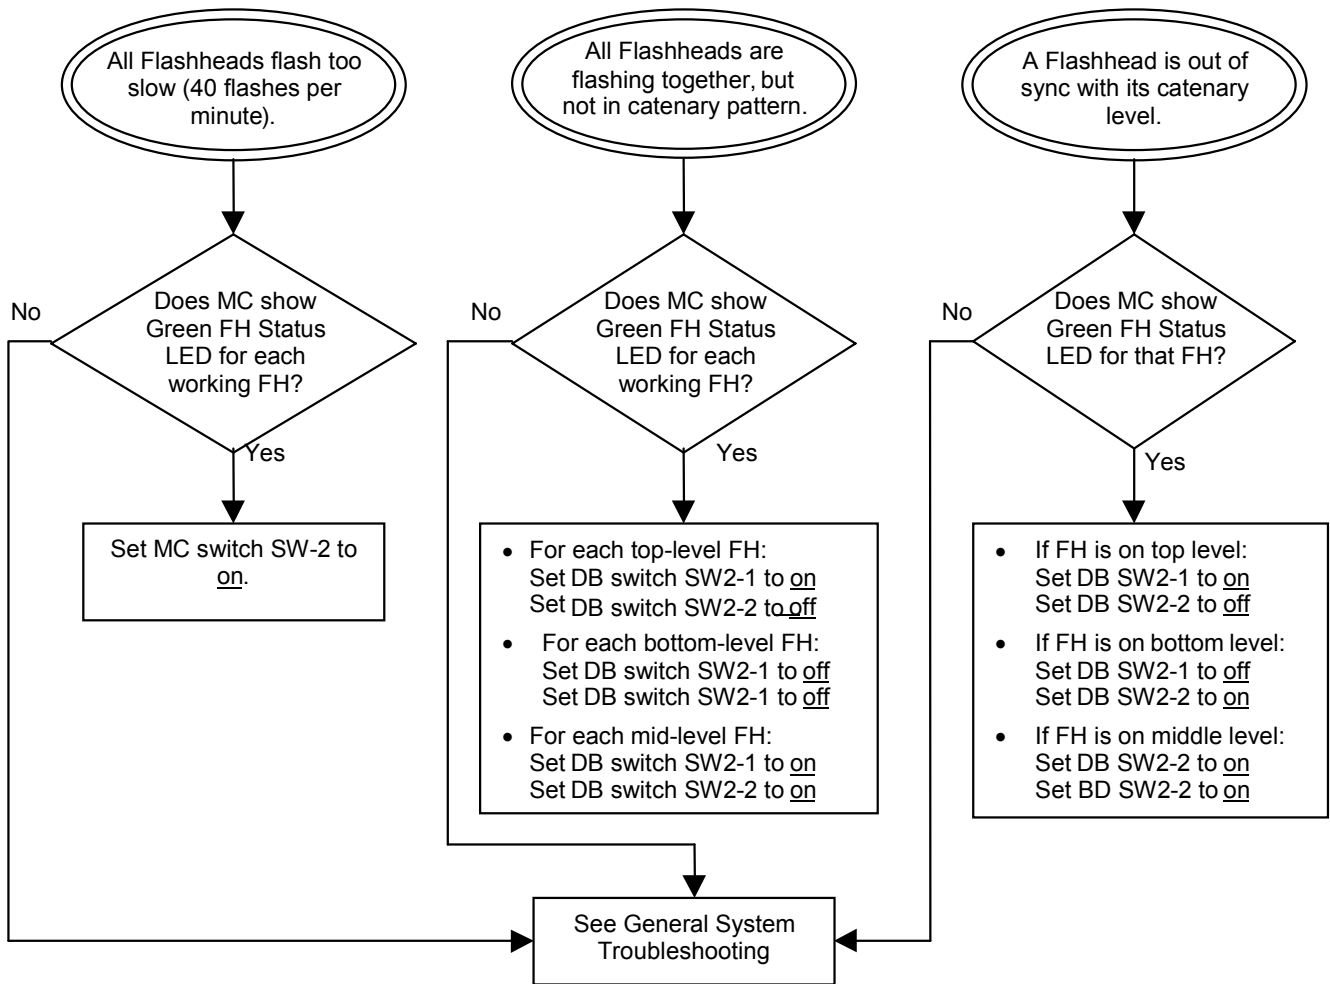 All Flashheads flash too
slow (40 flashes per
minute).
Does MC show
Green FH Status
LED for each
working FH?
No
Yes
Set MC switch SW-2 to
on.
All Flashheads are
flashing together, but
not in catenary pattern.
Does MC show
Green FH Status
LED for each
working FH?
No
Yes
• For each top-level FH:
Set DB switch SW2-1 to on
Set DB switch SW2-2 to off
• For each bottom-level FH:
Set DB switch SW2-1 to off
Set DB switch SW2-1 to off
• For each mid-level FH:
Set DB switch SW2-1 to on
Set DB switch SW2-2 to on
A Flashhead is out of
sync with its catenary
level.
Does MC show
Green FH Status
LED for that FH?
No
Yes
• If FH is on top level:
Set DB SW2-1 to on
Set DB SW2-2 to off
• If FH is on bottom level:
Set DB SW2-1 to off
Set DB SW2-2 to on
• If FH is on middle level:
Set DB SW2-2 to on
Set BD SW2-2 to on
See General System
Troubleshooting